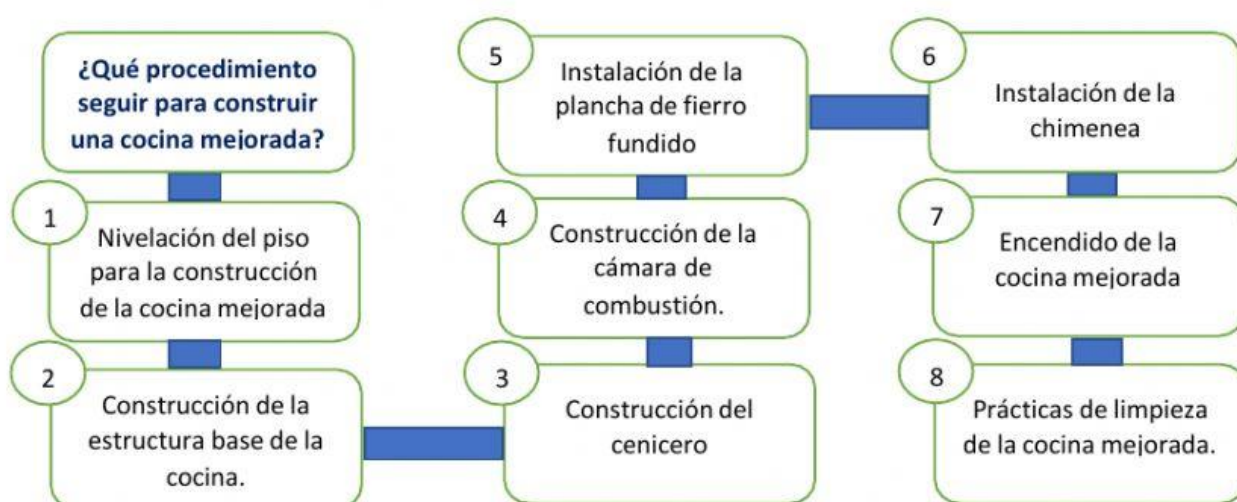 ¿Qué procedimiento
seguir para construir
una cocina mejorada?
1
Nivelación del piso
para la construcción
de la cocina mejorada
2
Construcción de la
estructura base de la
cocina.
3
Construcción del
cenicero
4
Construcción de la
cámara de
combustión.
5
Instalación de la
plancha de fierro
fundido
6
Instalación de la
chimenea
7
Encendido de la
cocina mejorada
8
Prácticas de limpieza
de la cocina mejorada.